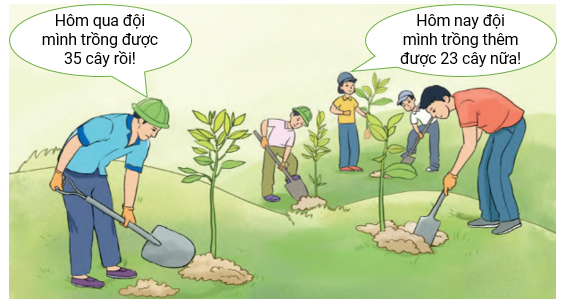 Hôm qua đội
mình trồng được
35 cây rồi!
Hôm nay đội
mình trồng thêm
được 23 cây nữa!